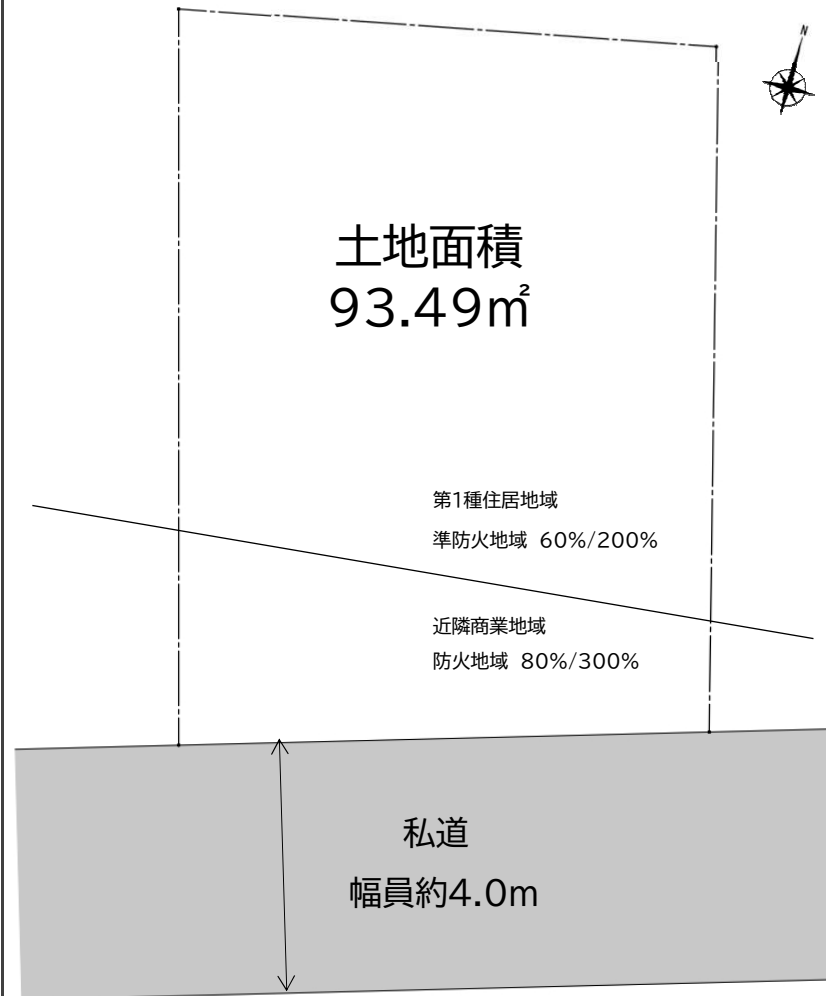 N
土地面積
93.49㎡
第1種住居地域
準防火地域 60%/200%
近隣商業地域
防火地域 80%/300%
私道
幅員約4.0m